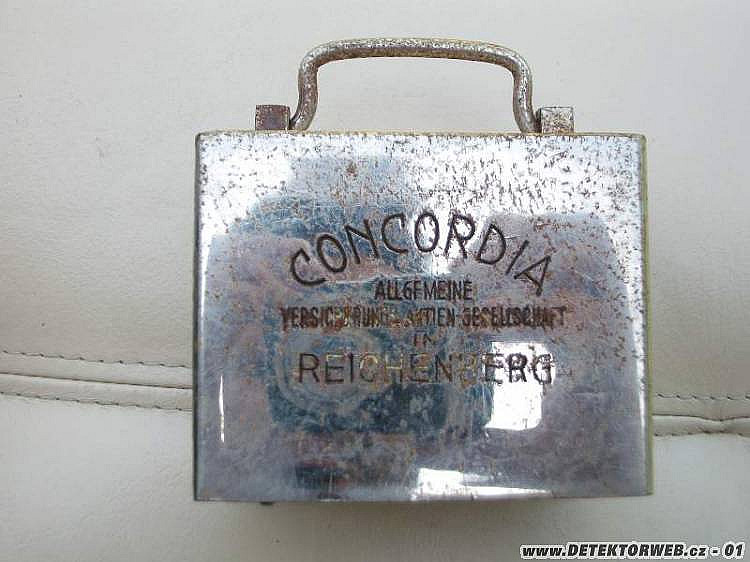 CONCORDIA
ALLGEMEINE
VERSICHERUNGS-AKTIEN-GESELLSCHAFT
IN
REICHENBERG
www.DETEKTORWEB.cz - 01